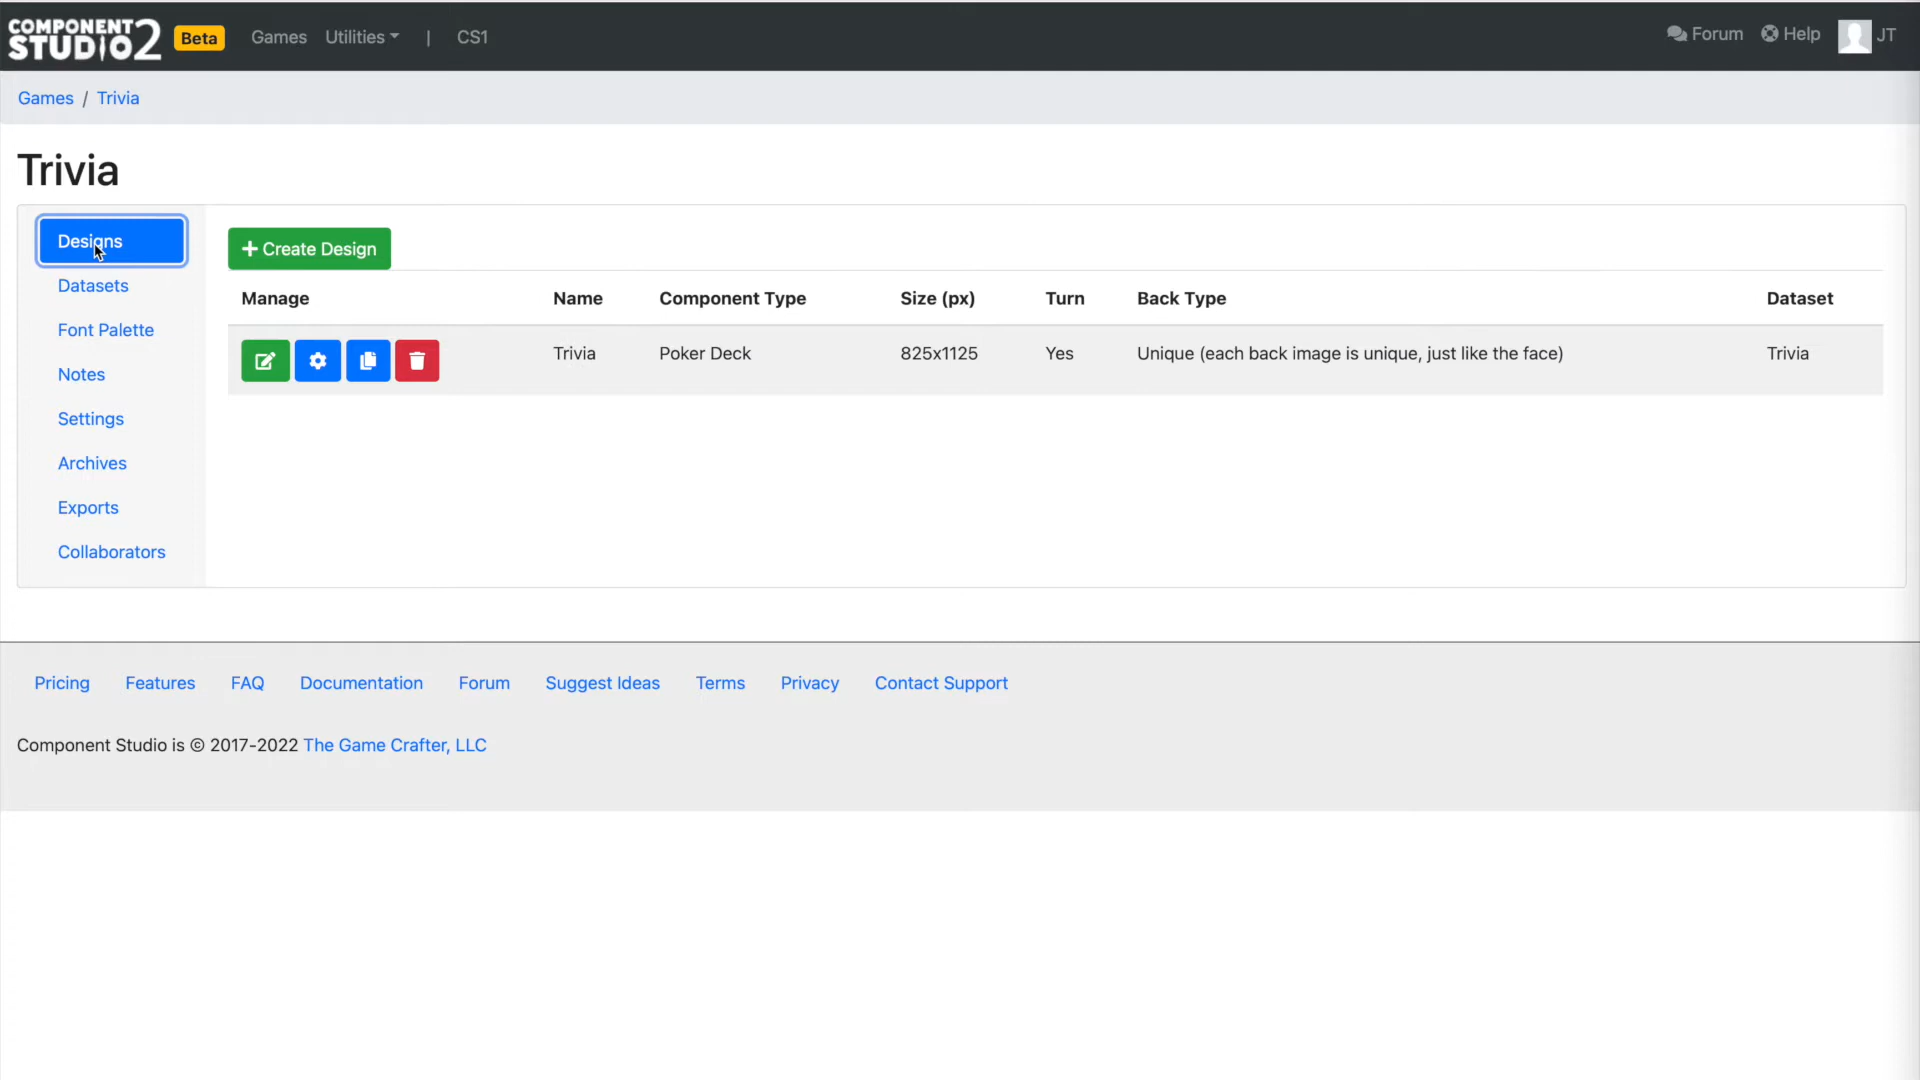 COMPONENT
STUDIO2 Beta Games Utilities | CS1 Forum Help JT
Games / Trivia
Trivia
Designs
Datasets
Font Palette
Notes
Settings
Archives
Exports
Collaborators
Create Design
Manage Name Component Type Size (px) Turn Back Type Dataset
Trivia Poker Deck 825x1125 Yes Unique (each back image is unique, just like the face) Trivia
Pricing Features FAQ Documentation Forum Suggest Ideas Terms Privacy Contact Support
Component Studio is © 2017-2022 The Game Crafter, LLC